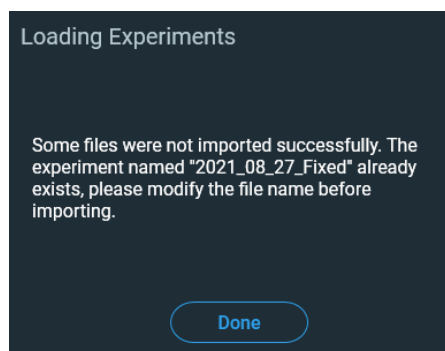 Loading Experiments
Some files were not imported successfully. The
experiment named "2021_08_27_Fixed" already
exists, please modify the file name before
importing.
Done